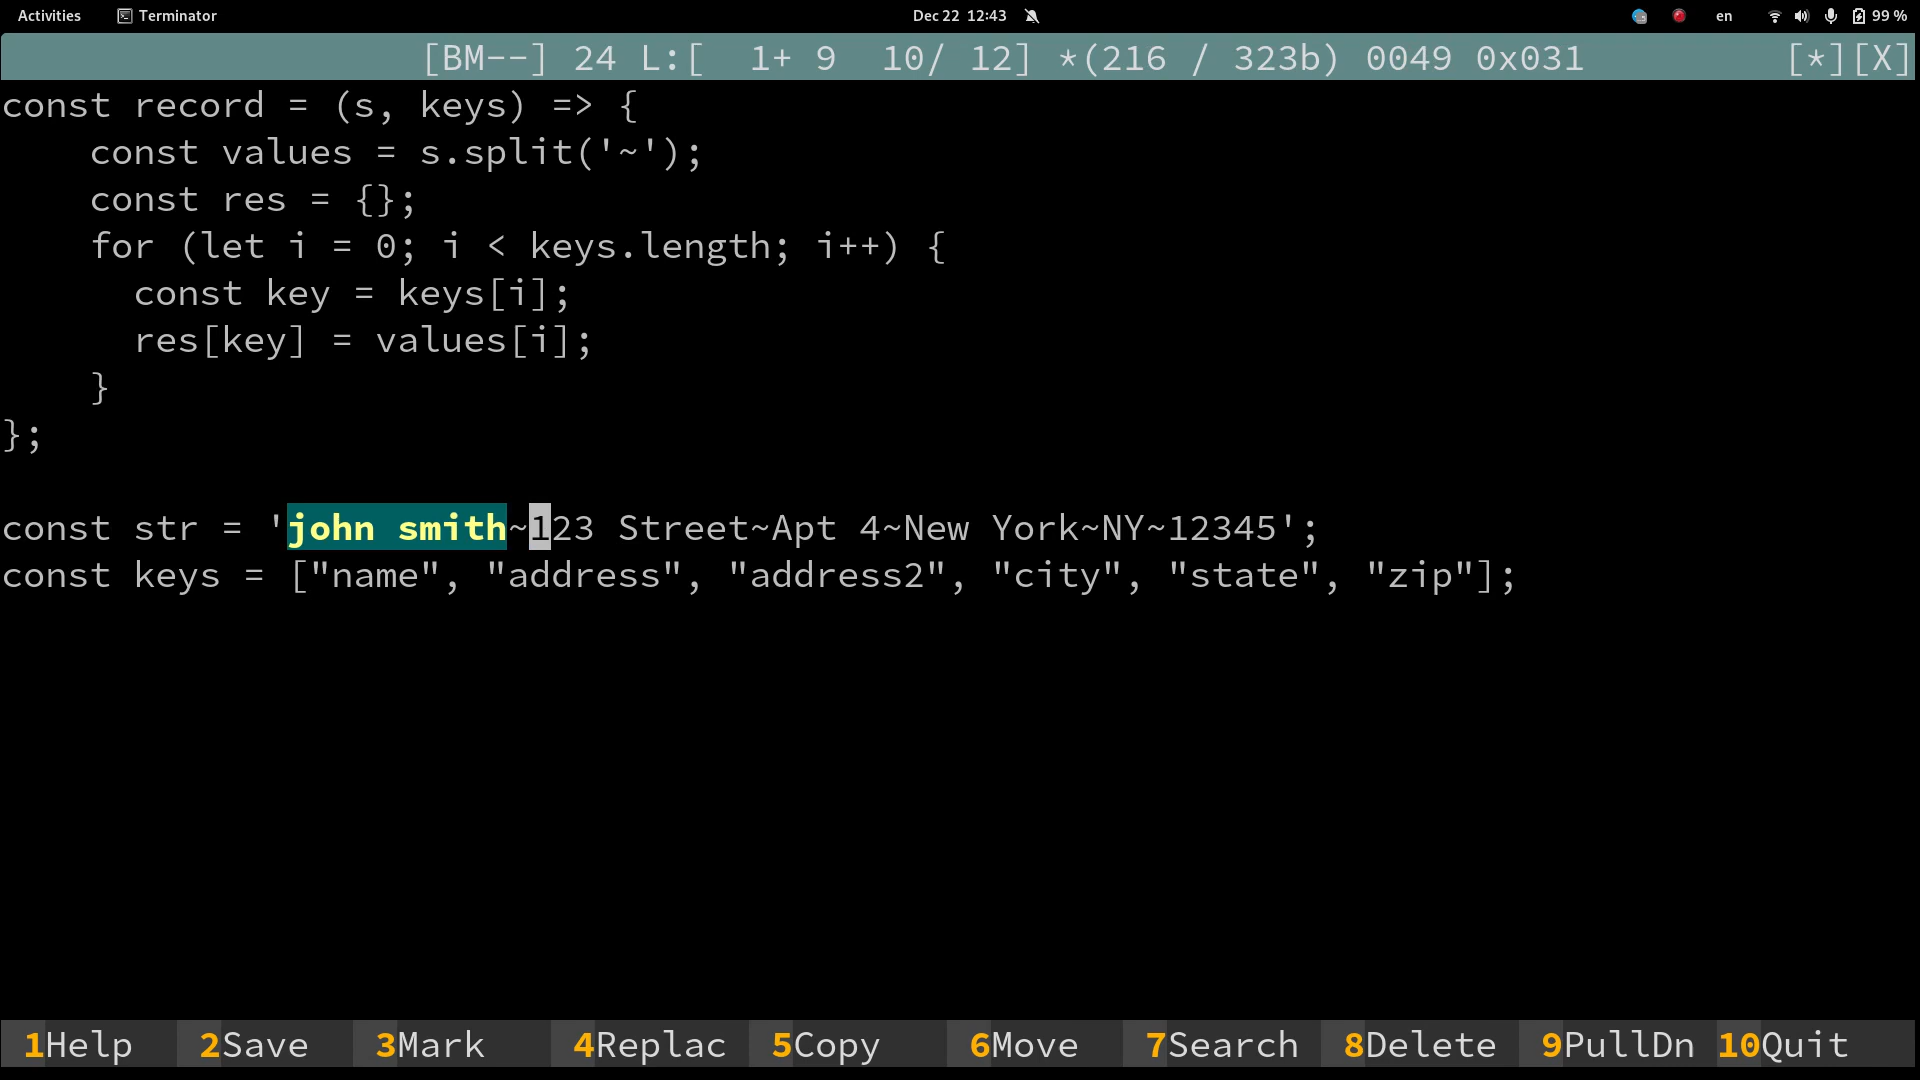 Activities Terminator Dec 22 12:43 en 99 %
[BM--] 24 L:[  1+ 9  10/ 12] *(216 / 323b) 0049 0x031 [*][X]
const record = (s, keys) => {
    const values = s.split('~');
    const res = {};
    for (let i = 0; i < keys.length; i++) {
      const key = keys[i];
      res[key] = values[i];
    }
};
const str = 'john smith~123 Street~Apt 4~New York~NY~12345';
const keys = ["name", "address", "address2", "city", "state", "zip"];
1Help 2Save 3Mark 4Replac 5Copy 6Move 7Search 8Delete 9PullDn 10Quit